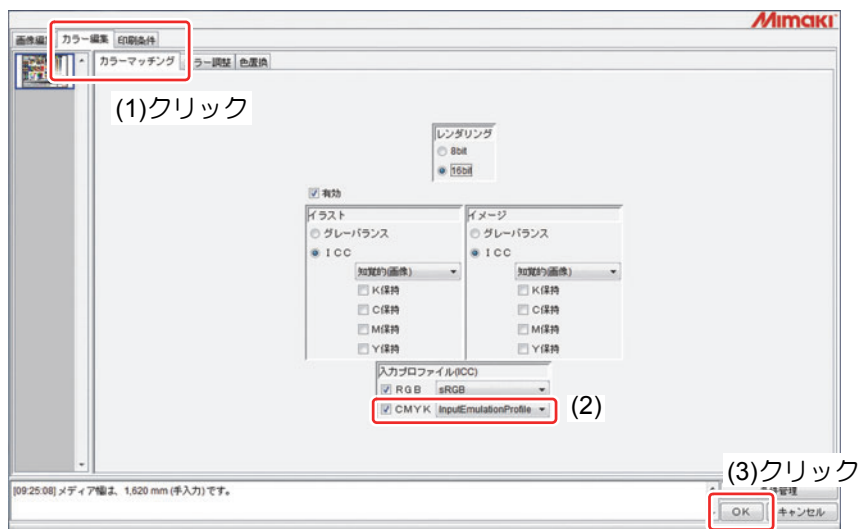 Mimaki
画像編 カラー編集 印刷条件
カラーマッチング ラー調整 色置換
(1)クリック
レンダリング
8bit
16bit
有効
イラスト
グレーバランス
ICC
知覚的(画像)
K保持
C保持
M保持
Y保持
イメージ
グレーバランス
ICC
知覚的(画像)
K保持
C保持
M保持
Y保持
入力プロファイル(ICC)
RGB sRGB
CMYK InputEmulationProfile (2)
(3)クリック
[09:25:08] メディア幅は、1,620 mm (手入力) です。
管理
OK キャンセル